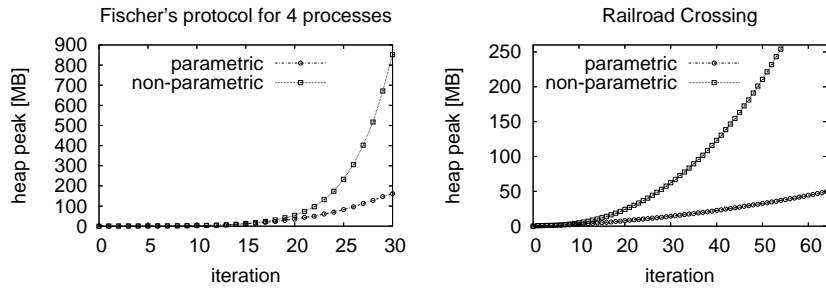 Fischer's protocol for 4 processes
heap peak [MB]
900
800
700
600
500
400
300
200
100
0
parametric
non-parametric
0 5 10 15 20 25 30
iteration
Railroad Crossing
heap peak [MB]
250
200
150
100
50
0
parametric
non-parametric
0 10 20 30 40 50 60
iteration